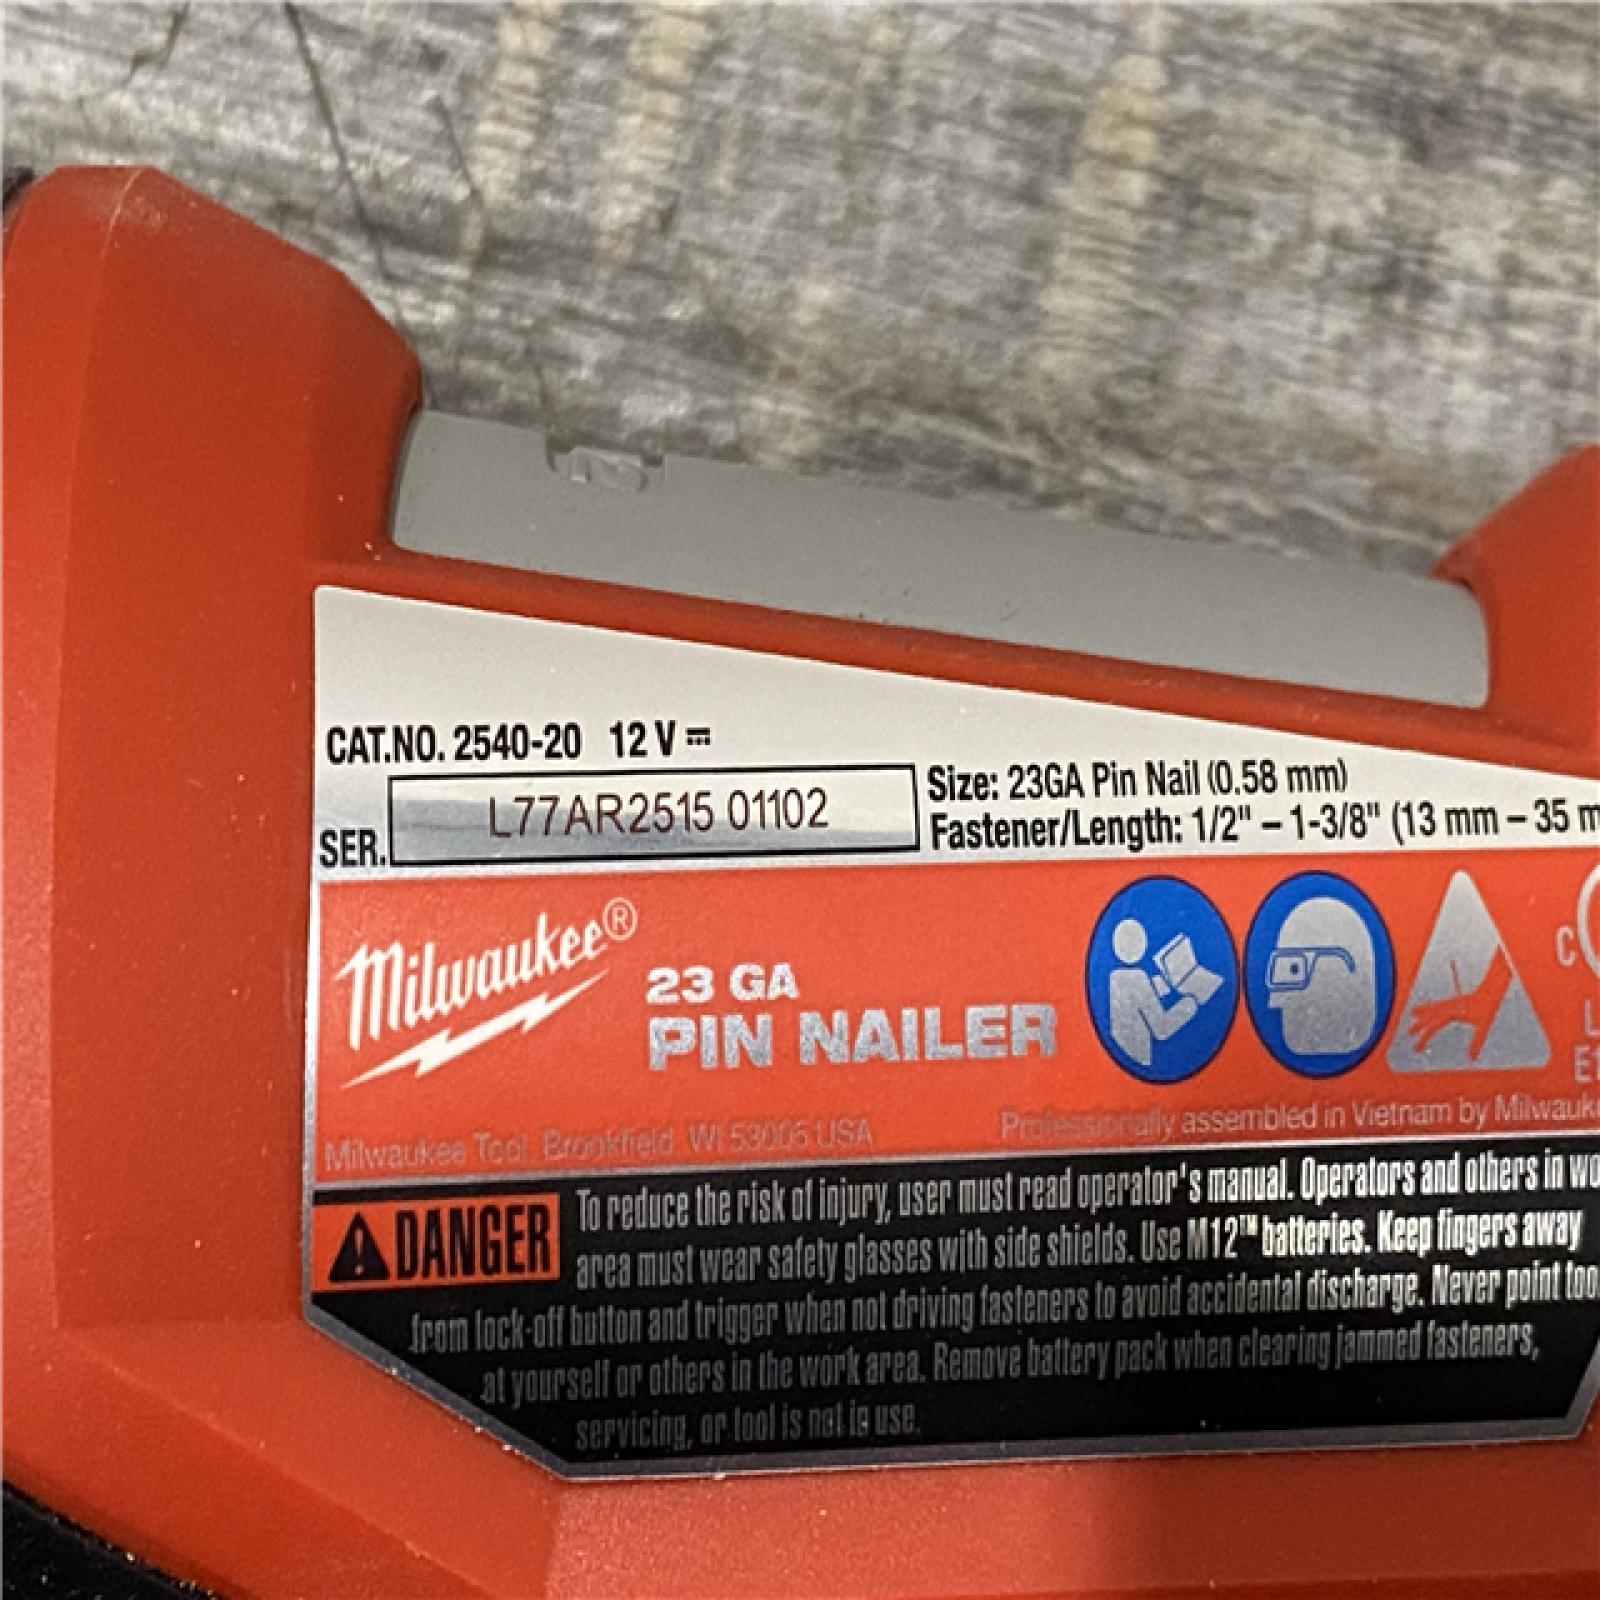 CAT.NO. 2540-20 12 V ⎓
SER. L77AR2515 01102
Size: 23GA Pin Nail (0.58 mm)
Fastener/Length: 1/2" – 1-3/8" (13 mm – 35 m
Milwaukee®
23 GA
PIN NAILER
C
L
Milwaukee Tool, Brookfield, WI 53005 USA
Professionally assembled in Vietnam by Milwauke
DANGER
To reduce the risk of injury, user must read operator's manual. Operators and others in wo
area must wear safety glasses with side shields. Use M12™ batteries. Keep fingers away
from lock-off button and trigger when not driving fasteners to avoid accidental discharge. Never point too
at yourself or others in the work area. Remove battery pack when clearing jammed fasteners,
servicing, or tool is not in use.